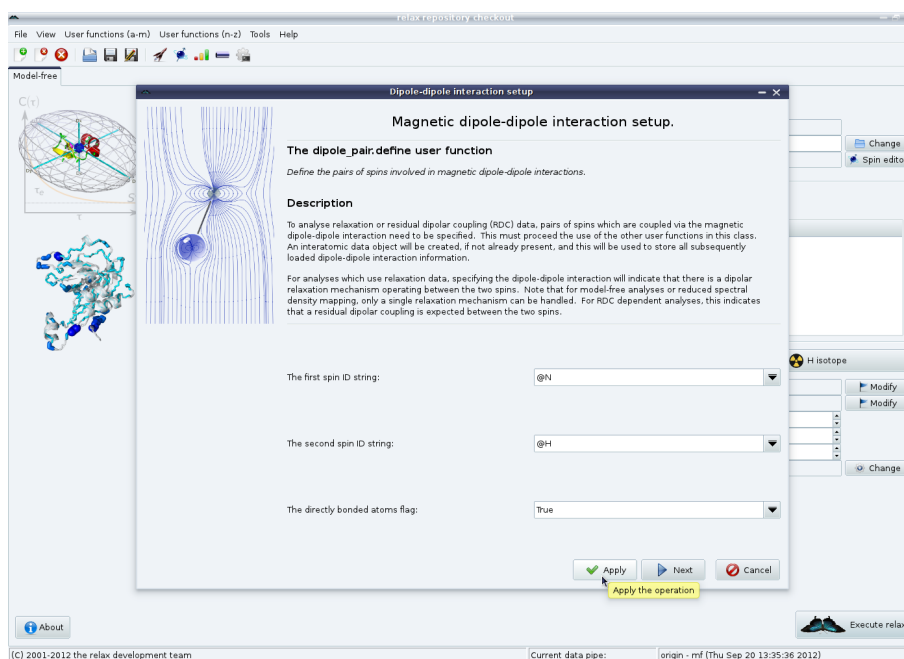 relax repository checkout
File View User functions (a-m) User functions (n-z) Tools Help
Model-free
C(τ)
τ
Dipole-dipole interaction setup
Magnetic dipole-dipole interaction setup.
The dipole_pair.define user function
Define the pairs of spins involved in magnetic dipole-dipole interactions.
Description
To analyse relaxation or residual dipolar coupling (RDC) data, pairs of spins which are coupled via the magnetic
dipole-dipole interaction need to be specified. This must proceed the use of the other user functions in this class.
An interatomic data object will be created, if not already present, and this will be used to store all subsequently
loaded dipole-dipole interaction information.
For analyses which use relaxation data, specifying the dipole-dipole interaction will indicate that there is a dipolar
relaxation mechanism operating between the two spins. Note that for model-free analyses or reduced spectral
density mapping, only a single relaxation mechanism can be handled. For RDC dependent analyses, this indicates
that a residual dipolar coupling is expected between the two spins.
The first spin ID string: @N
The second spin ID string: @H
The directly bonded atoms flag: True
Apply Next Cancel
Apply the operation
Change
Spin edito
H isotope
Modify
Modify
Change
About
Execute relax
(C) 2001-2012 the relax development team Current data pipe: origin - mf (Thu Sep 20 13:35:36 2012)